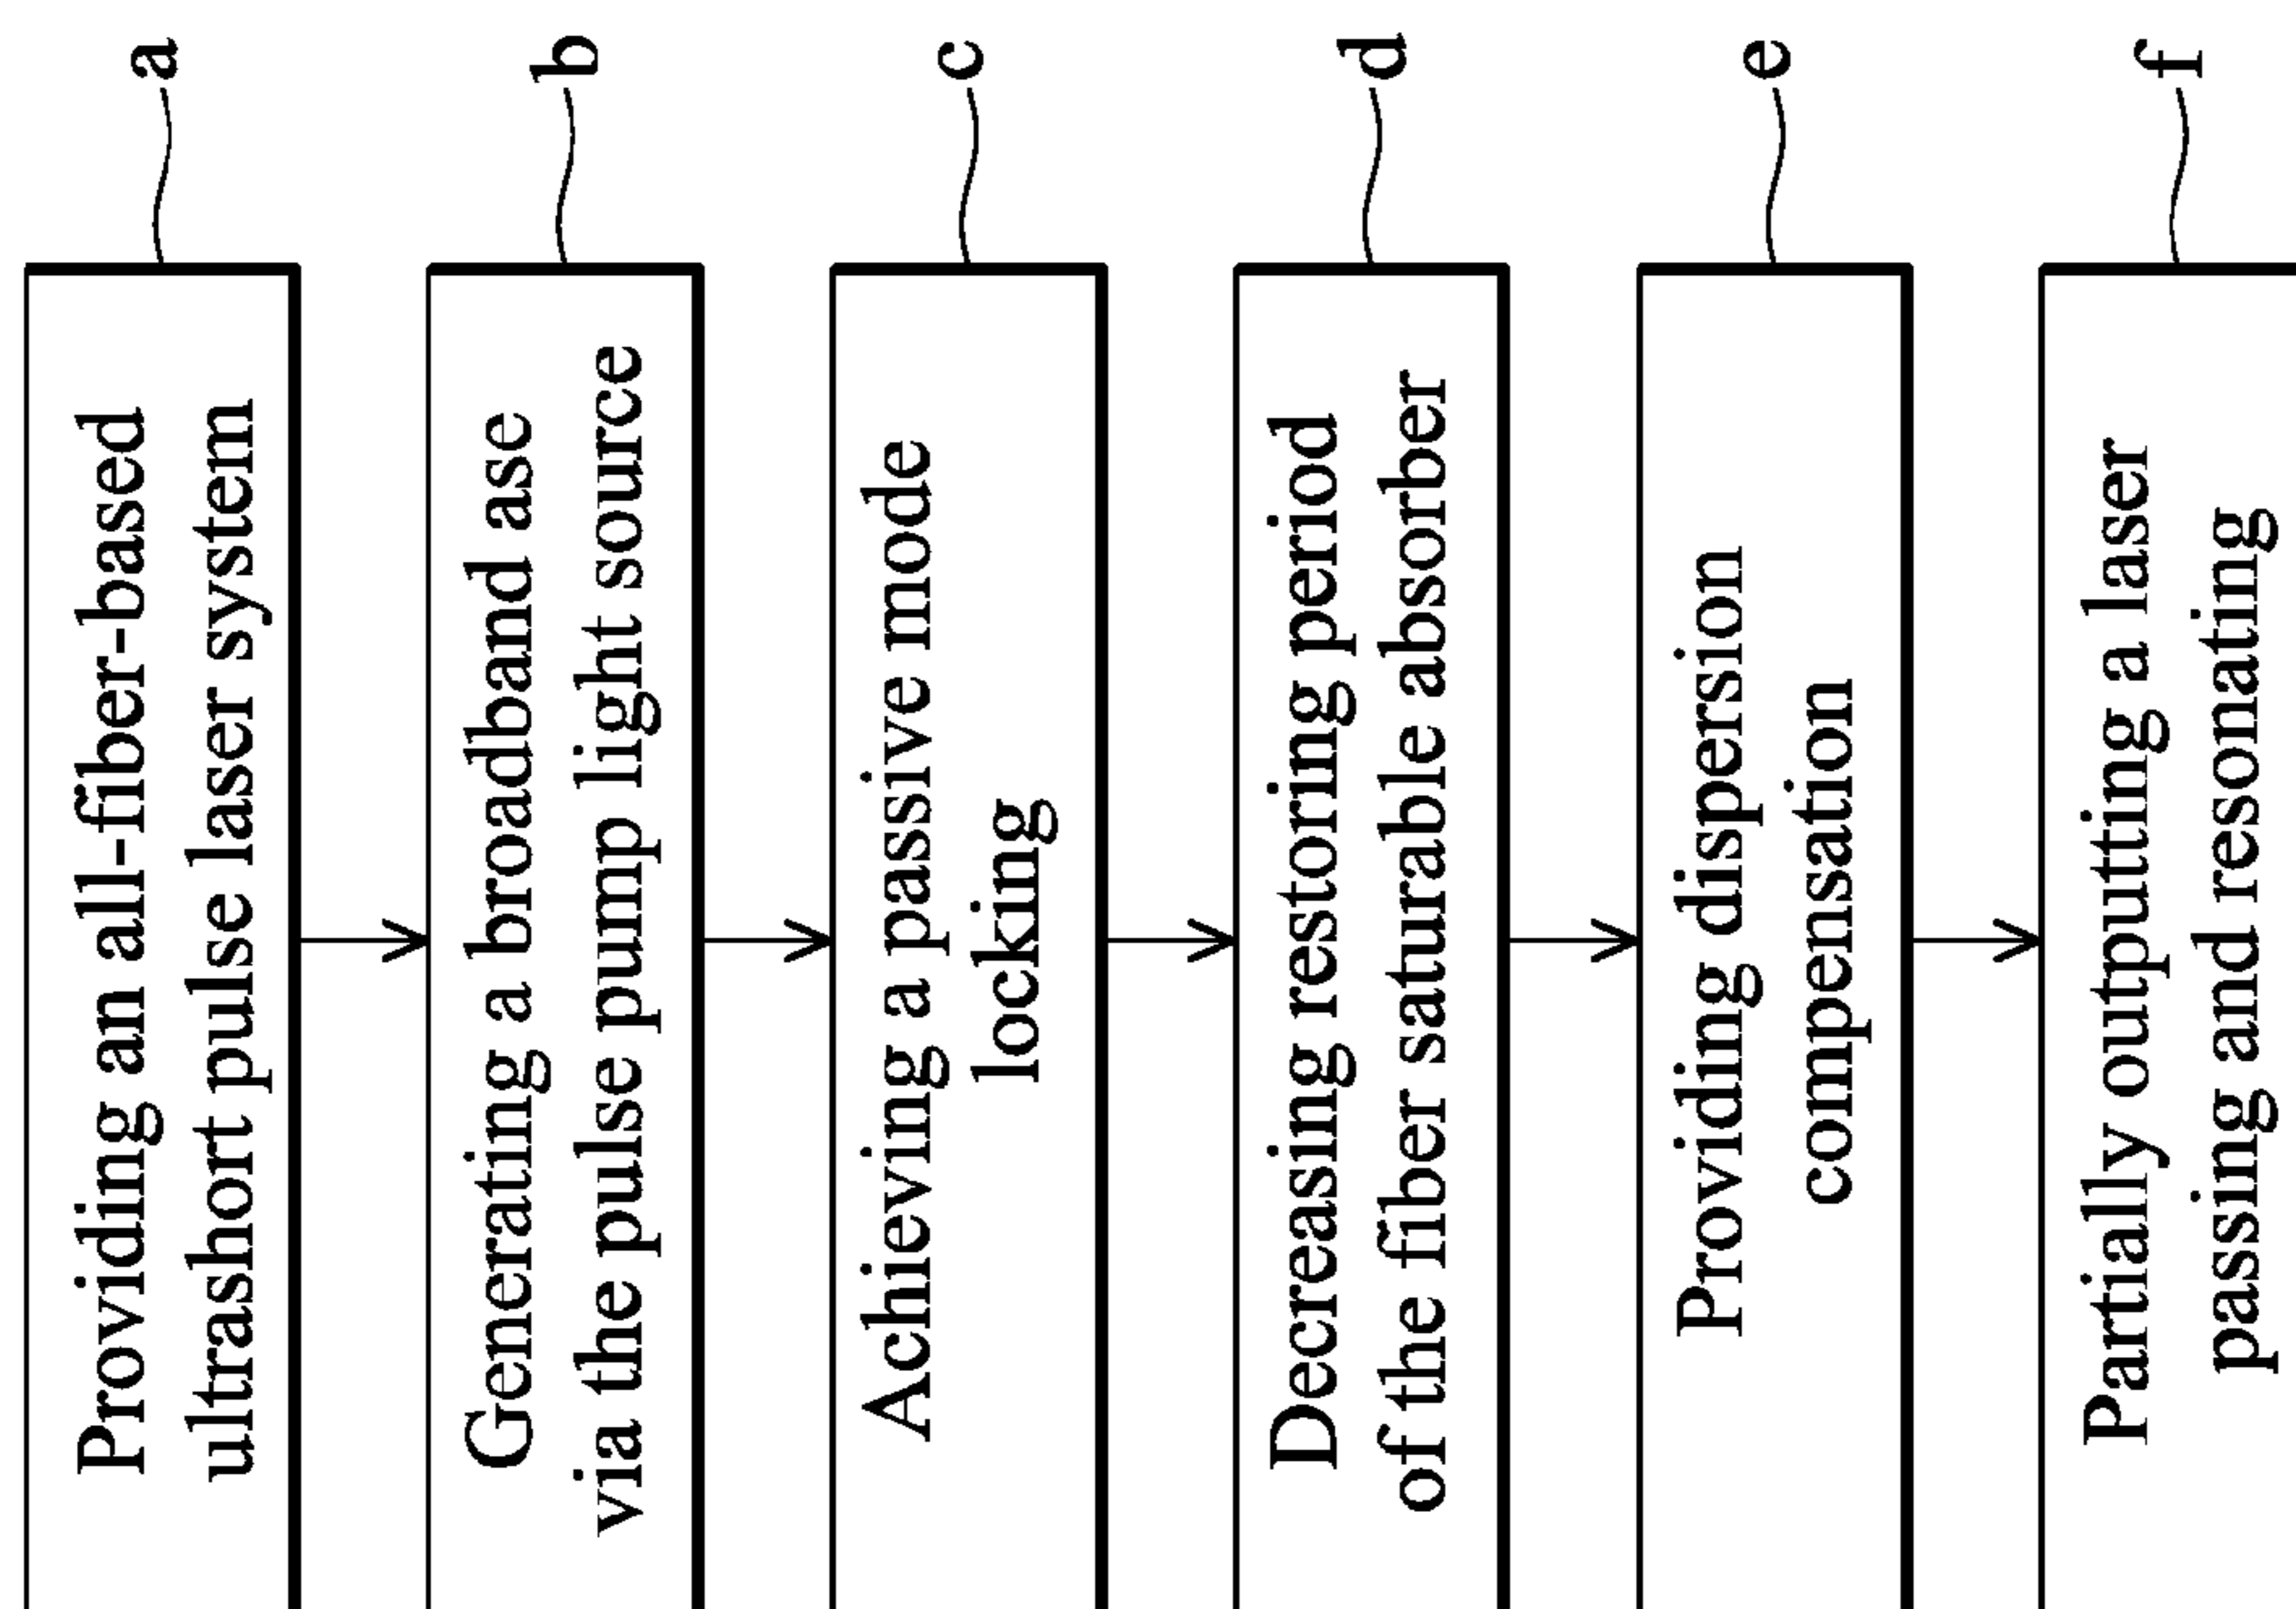 Providing an all-fiber-based
ultrashort pulse laser system
a
Generating a broadband ase
via the pulse pump light source
b
Achieving a passive mode
locking
c
Decreasing restoring period
of the fiber saturable absorber
d
Providing dispersion
compensation
e
Partially outputting a laser
passing and resonating
f